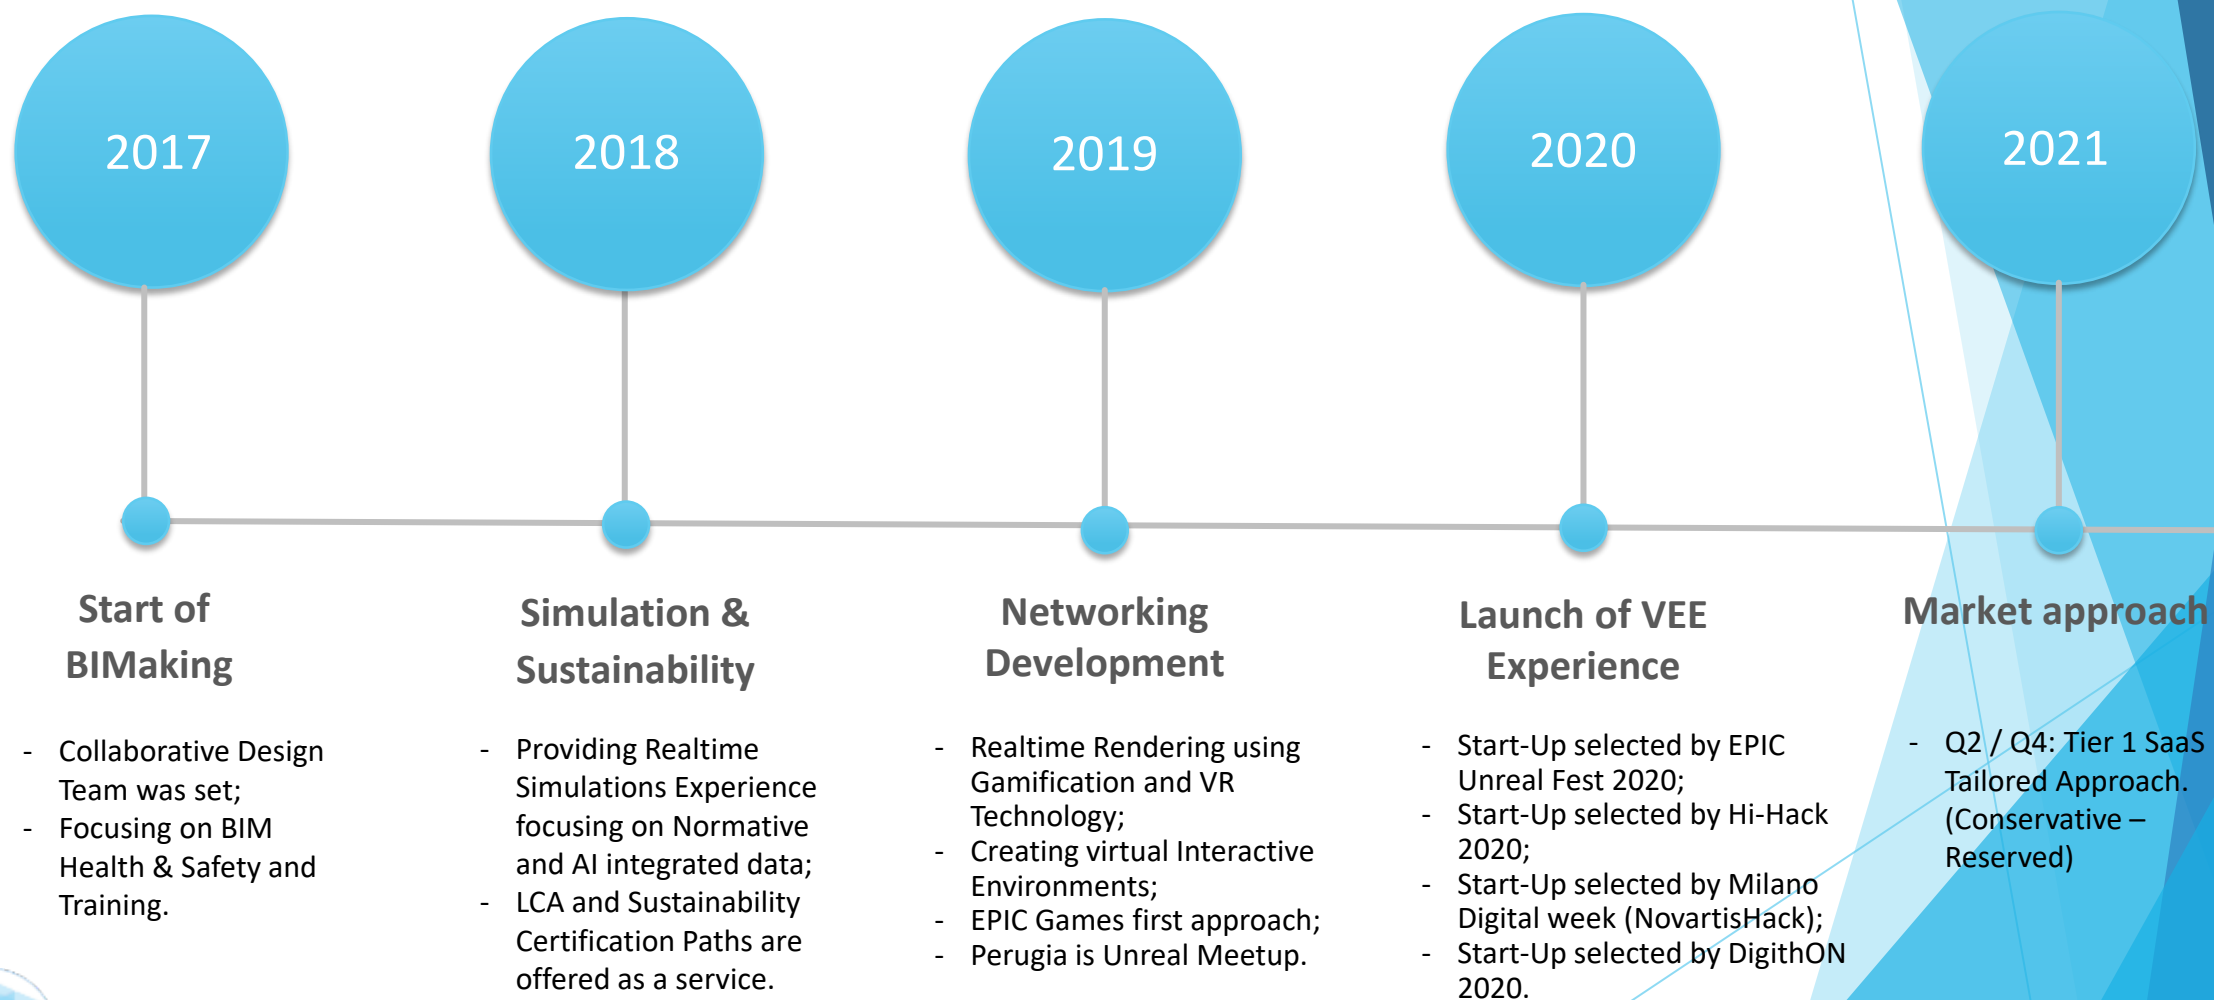 2017
2018
2019
2020
2021
Start of
BIMaking
- Collaborative Design
Team was set;
- Focusing on BIM
Health & Safety and
Training.
Simulation &
Sustainability
- Providing Realtime
Simulations Experience
focusing on Normative
and AI integrated data;
- LCA and Sustainability
Certification Paths are
offered as a service.
Networking
Development
- Realtime Rendering using
Gamification and VR
Technology;
- Creating virtual Interactive
Environments;
- EPIC Games first approach;
- Perugia is Unreal Meetup.
Launch of VEE
Experience
- Start-Up selected by EPIC
Unreal Fest 2020;
- Start-Up selected by Hi-Hack
2020;
- Start-Up selected by Milano
Digital week (NovartisHack);
- Start-Up selected by DigithON
2020.
Market approach
- Q2 / Q4: Tier 1 SaaS
Tailored Approach.
(Conservative –
Reserved)